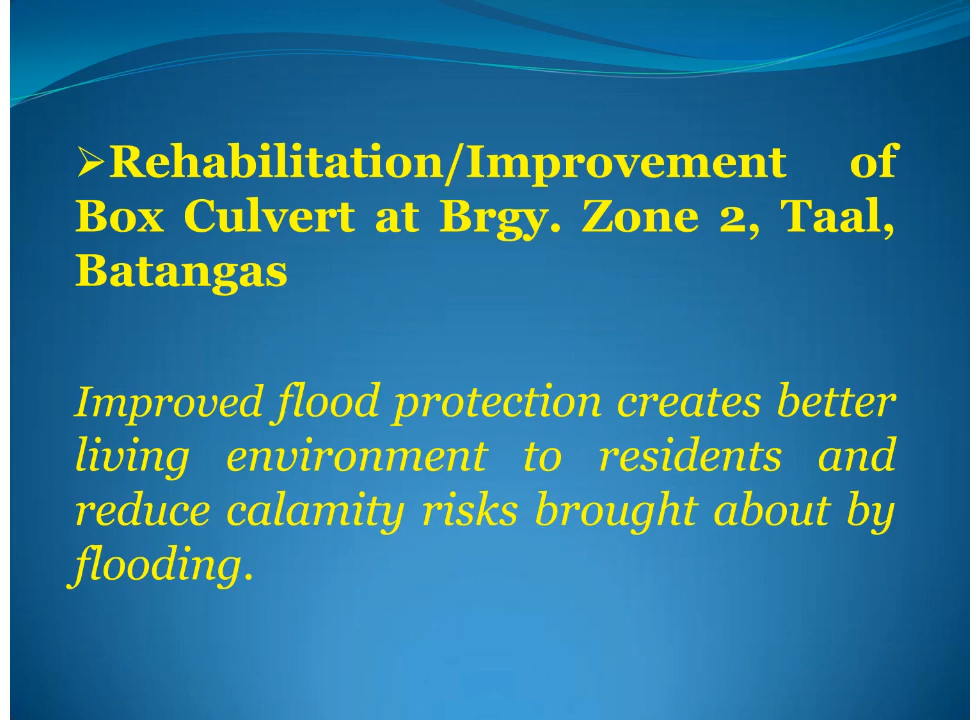 ➢Rehabilitation/Improvement of
Box Culvert at Brgy. Zone 2, Taal,
Batangas
Improved flood protection creates better
living environment to residents and
reduce calamity risks brought about by
flooding.